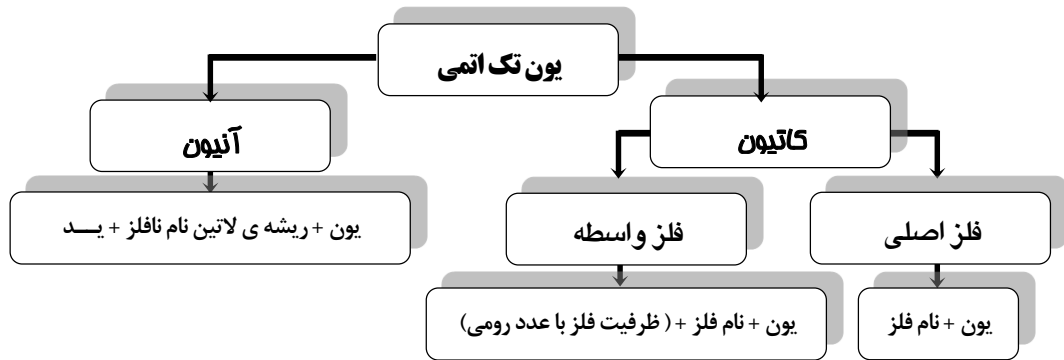 یون تک اتمی
کاتیون
آنیون
فلز اصلی
فلز واسطه
یون + ریشه ی لاتین نام نافلز + یــد
یون + نام فلز
یون + نام فلز + ( ظرفیت فلز با عدد رومی)